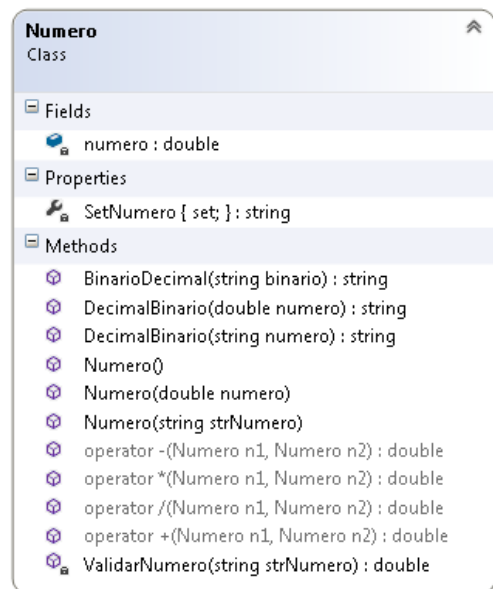 Numero
Class
Fields
numero : double
Properties
SetNumero { set; } : string
Methods
BinarioDecimal(string binario) : string
DecimalBinario(double numero) : string
DecimalBinario(string numero) : string
Numero()
Numero(double numero)
Numero(string strNumero)
operator -(Numero n1, Numero n2) : double
operator *(Numero n1, Numero n2) : double
operator /(Numero n1, Numero n2) : double
operator +(Numero n1, Numero n2) : double
ValidarNumero(string strNumero) : double